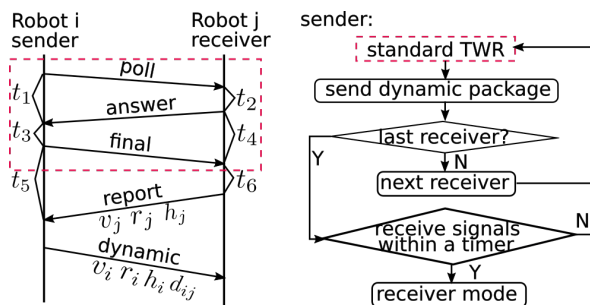 Robot i
sender
Robot j
receiver
poll
t₁
t₂
answer
t₃
t₄
final
t₅
t₆
report
vⱼ rⱼ hⱼ
dynamic
vᵢ rᵢ hᵢ dᵢⱼ
sender:
standard TWR
send dynamic package
last receiver?
Y
N
next receiver
receive signals
within a timer
N
Y
receiver mode